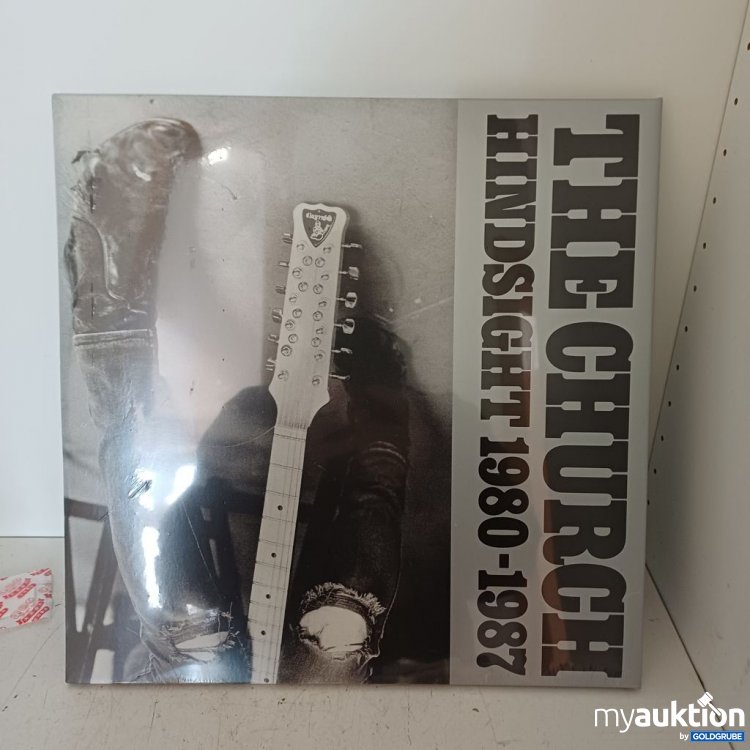 THE CHURCH
HINDSIGHT 1980-1987
myauktion
by GOLDGRUBE